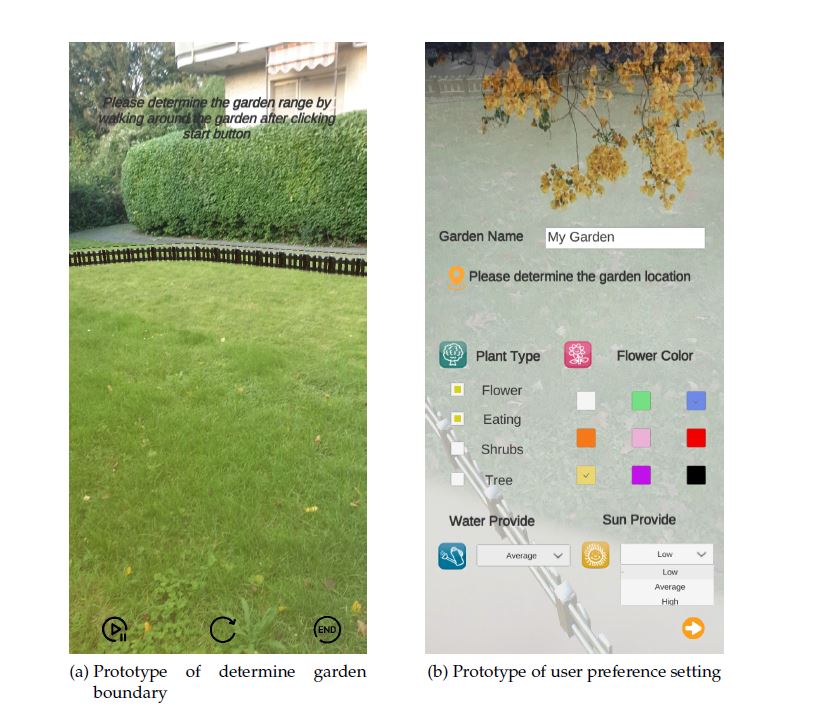 Please determine the garden range by
walking around the garden after clicking
start button
END
(a) Prototype of determine garden
boundary
Garden Name My Garden
Please determine the garden location
Plant Type Flower Color
Flower
Eating
Shrubs
Tree
Water Provide Sun Provide
Average Low
Low
Average
High
(b) Prototype of user preference setting